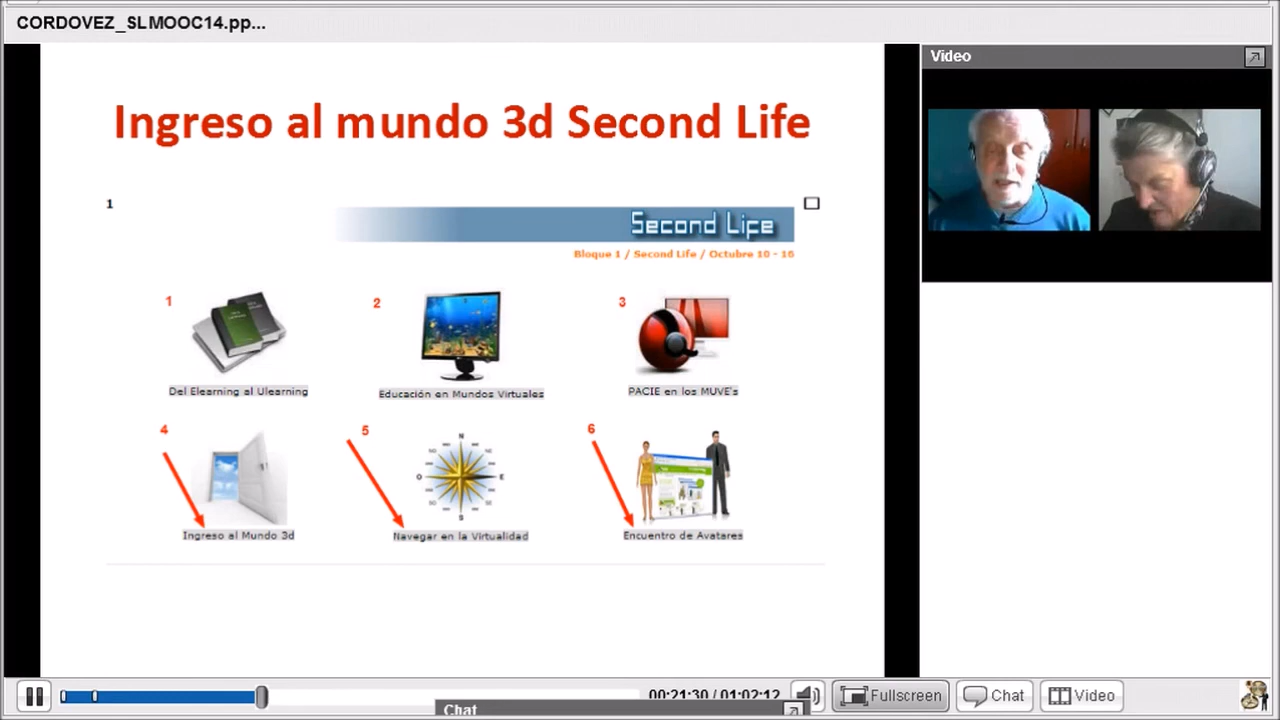 CORDOVEZ_SLMOOC14.pp...
Video
Ingreso al mundo 3d Second Life
1
Second Life
Bloque 1 / Second Life / Octubre 10 - 16
1
2
3
Del Elearning al Ulearning
Educación en Mundos Virtuales
PACIE en los MUVE's
4
5
6
N
O
E
S
Ingreso al Mundo 3d
Navegar en la Virtualidad
Encuentro de Avatares
00:21:30 / 01:02:12
Fullscreen
Chat
Video
Chat